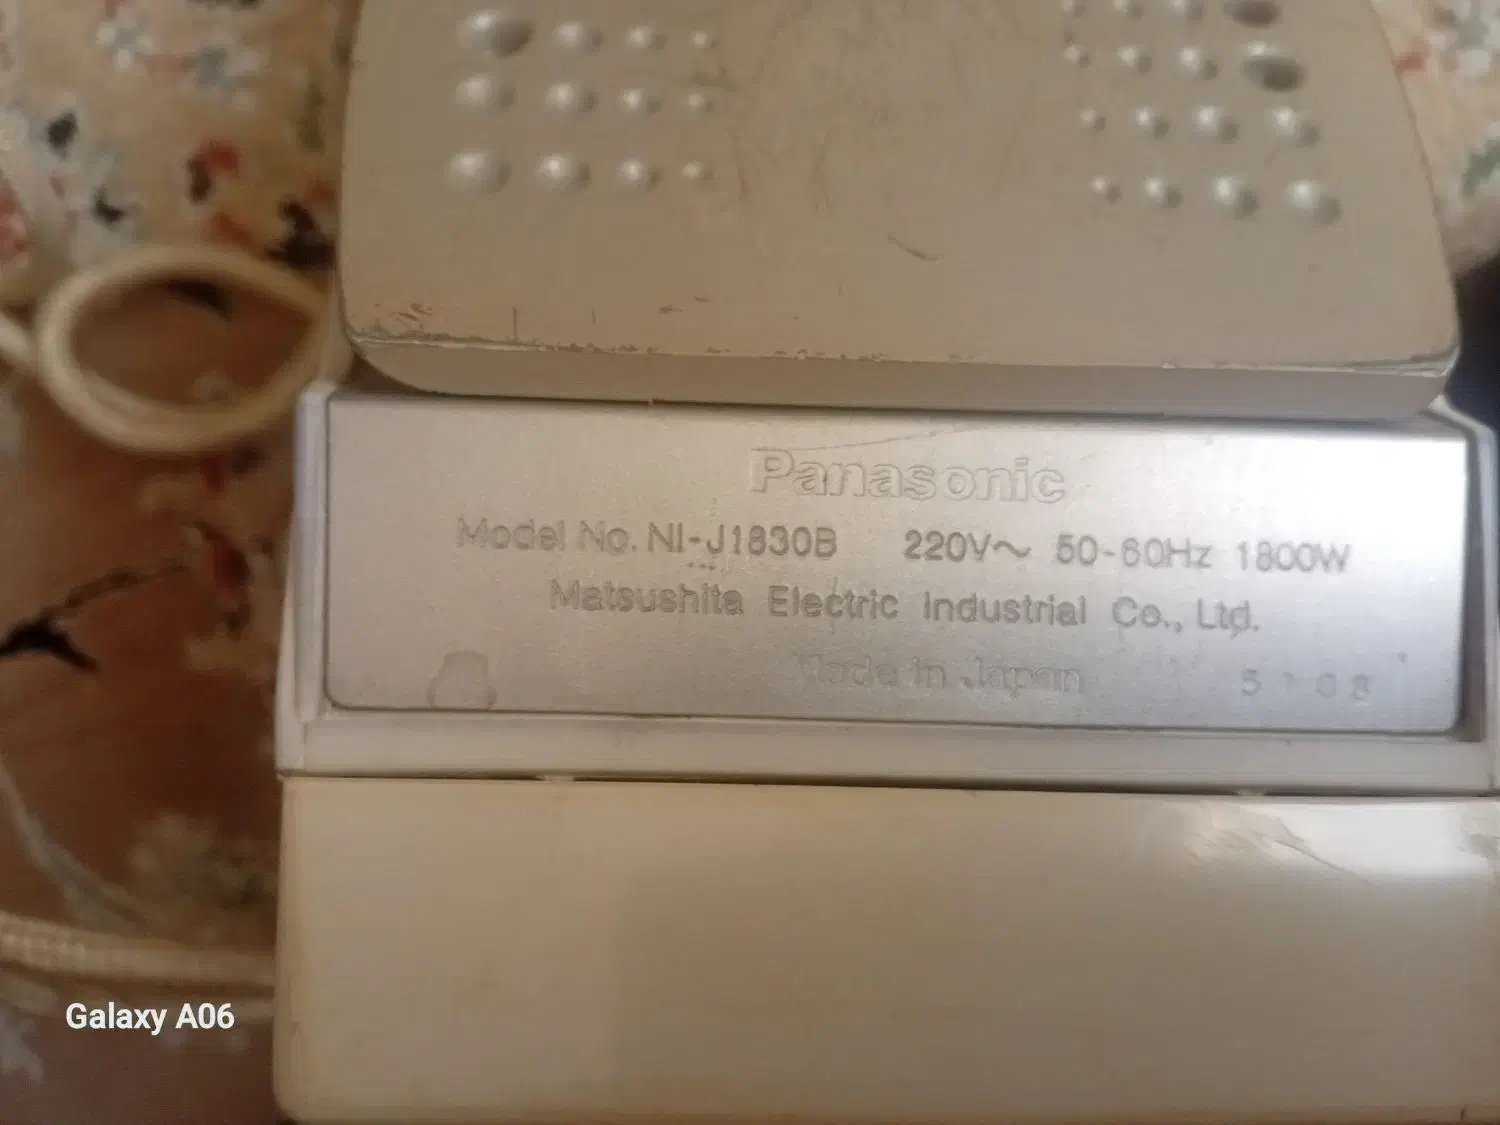 Panasonic
Model No. NI-J1830B 220V~ 50-60Hz 1800W
Matsushita Electric Industrial Co., Ltd.
Made in Japan
Galaxy A06